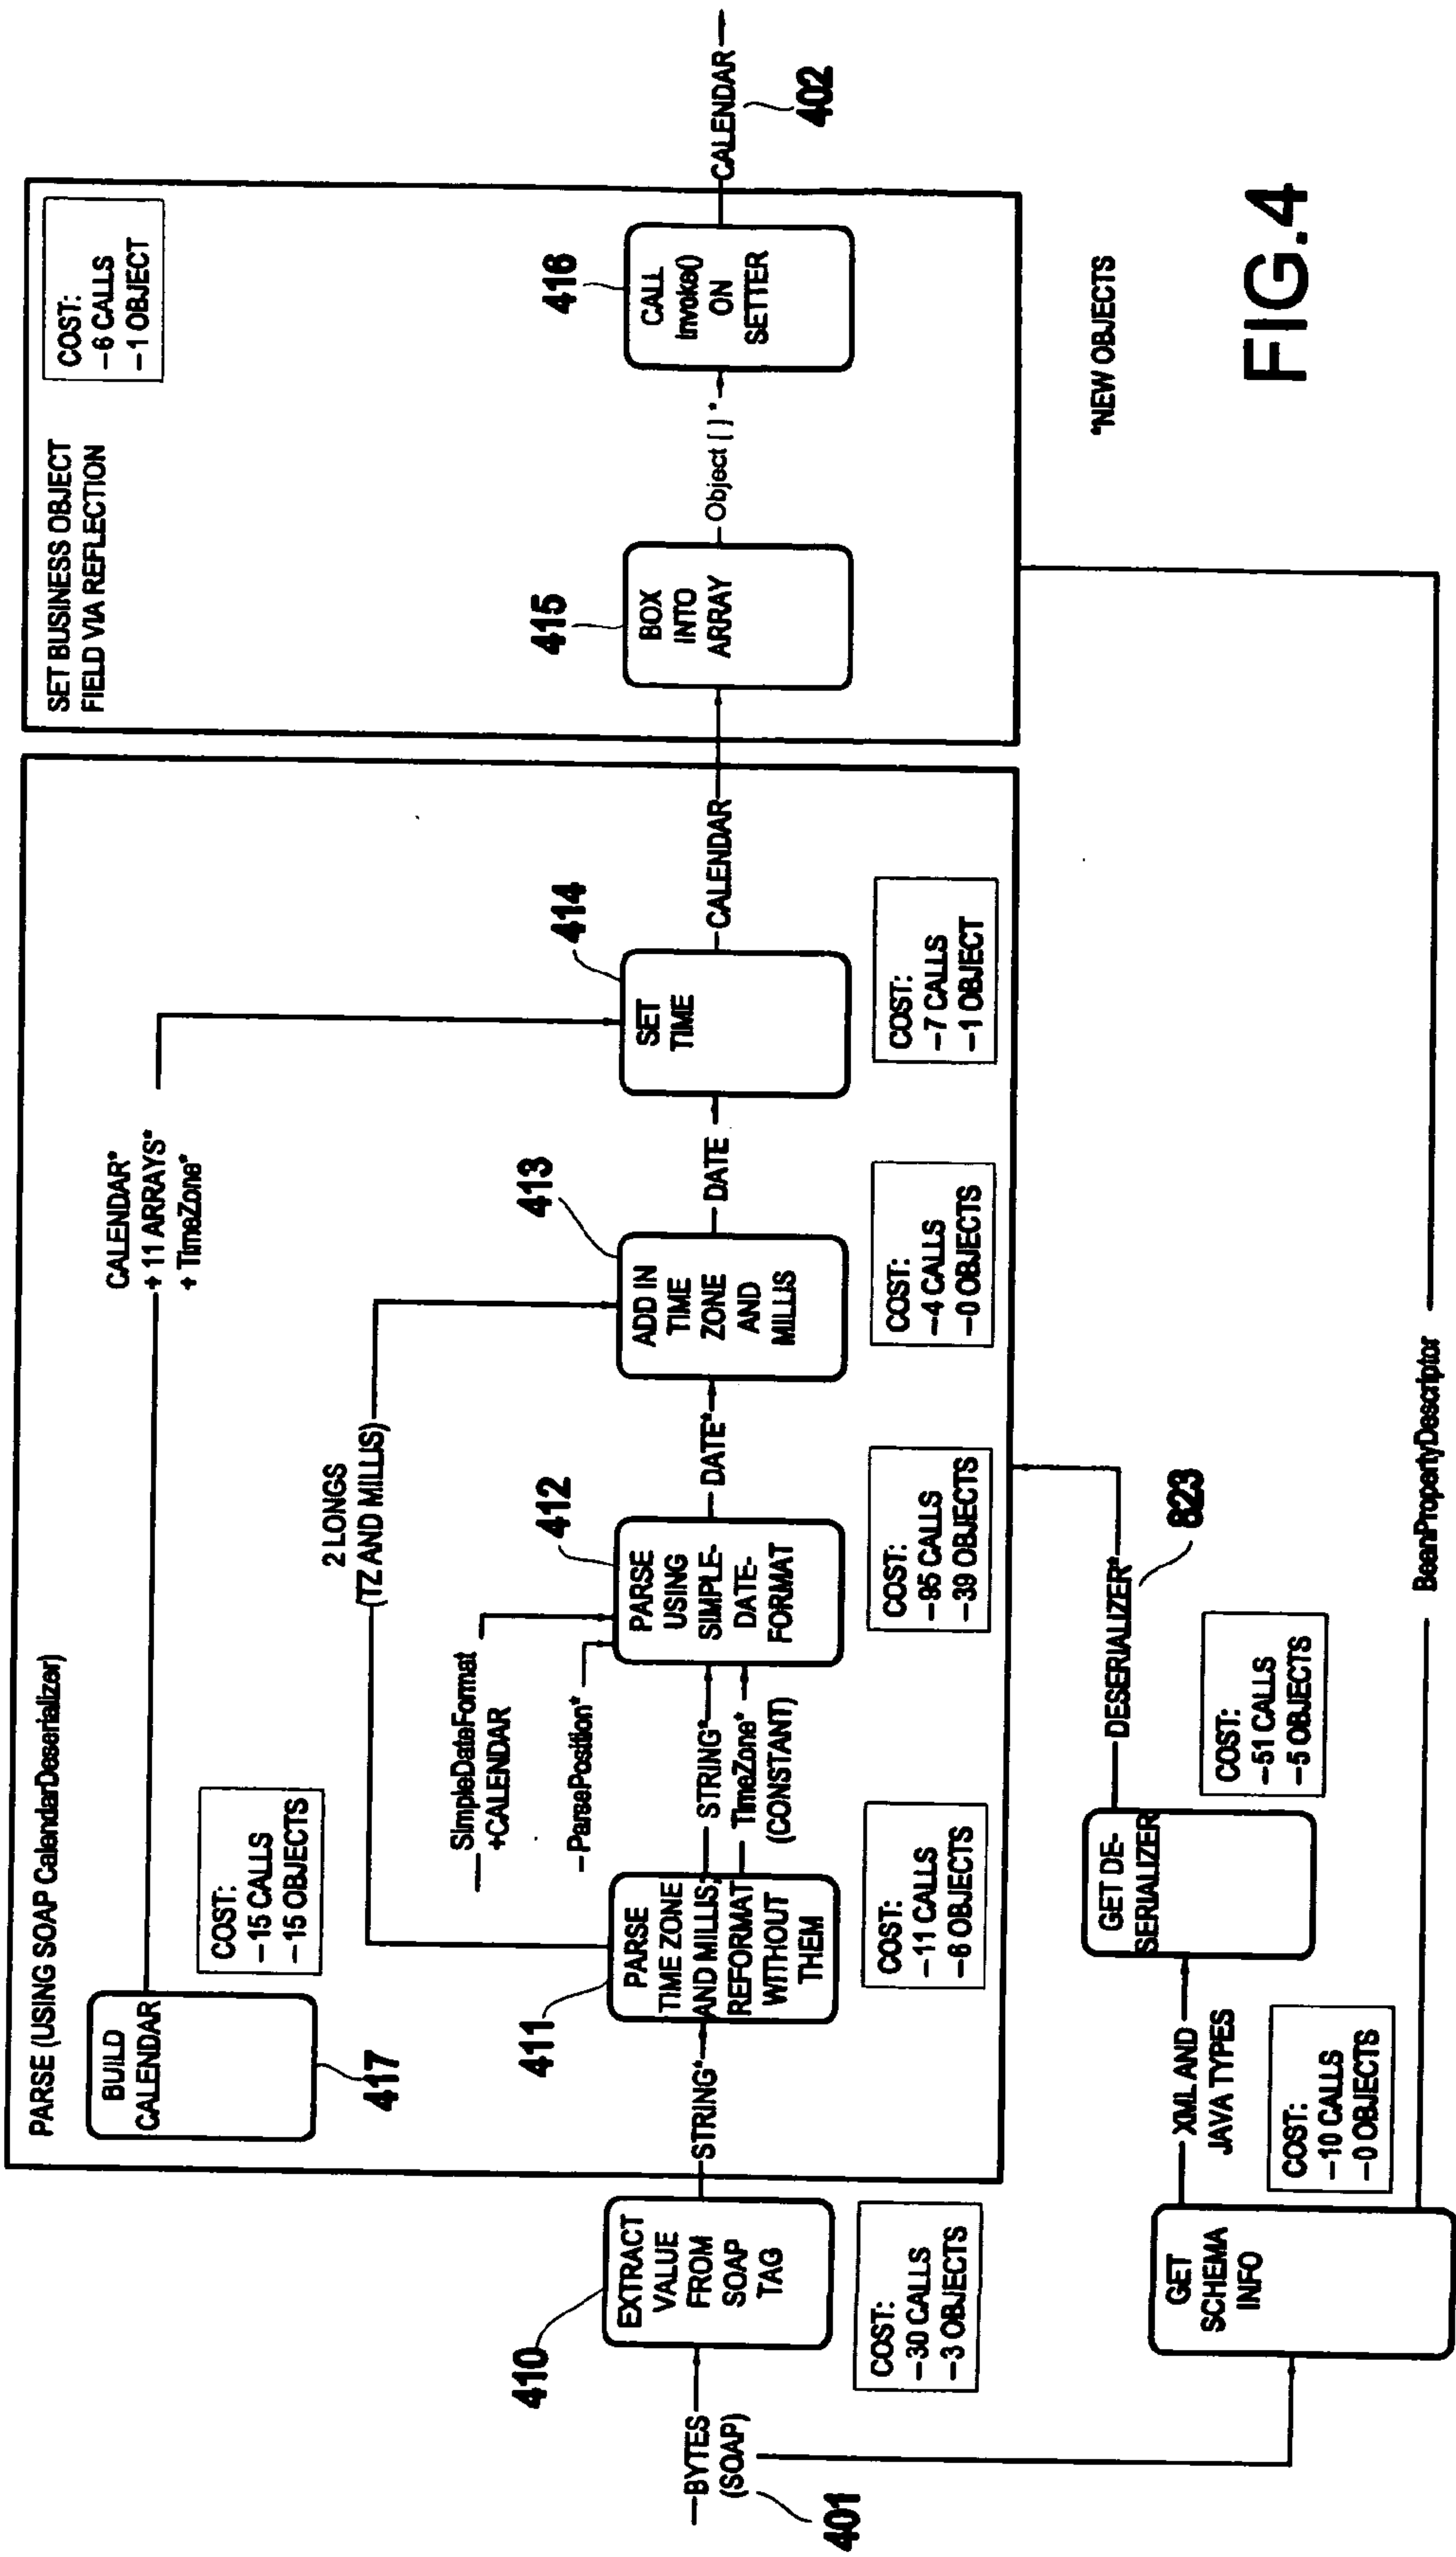 PARSE (USING SOAP CalendarDeserializer)
BUILD
CALENDAR
417
COST:
-15 CALLS
-15 OBJECTS
CALENDAR*
+ 11 ARRAYS*
+ TimeZone*
2 LONGS
(TZ AND MILLIS)
SimpleDateFormat
+CALENDAR
ParsePosition*
BYTES
(SOAP)
401
410
EXTRACT
VALUE
FROM
SOAP
TAG
COST:
-30 CALLS
-3 OBJECTS
STRING*
411
PARSE
TIME ZONE
AND MILLIS;
REFORMAT
WITHOUT
THEM
COST:
-11 CALLS
-6 OBJECTS
STRING*
TimeZone*
(CONSTANT)
412
PARSE
USING
SIMPLE-
DATE-
FORMAT
COST:
-95 CALLS
-39 OBJECTS
DATE*
413
ADD IN
TIME
ZONE
AND
MILLIS
COST:
-4 CALLS
-0 OBJECTS
DATE
414
SET
TIME
COST:
-7 CALLS
-1 OBJECT
CALENDAR
SET BUSINESS OBJECT
FIELD VIA REFLECTION
COST:
-6 CALLS
-1 OBJECT
415
BOX
INTO
ARRAY
Object [ ] *
416
CALL
Invoke()
ON
SETTER
CALENDAR
402
GET
SCHEMA
INFO
COST:
-10 CALLS
-0 OBJECTS
XML AND
JAVA TYPES
GET DE-
SERIALIZER
COST:
-51 CALLS
-5 OBJECTS
DESERIALIZER*
823
BeenPropertyDescriptor
*NEW OBJECTS
FIG.4